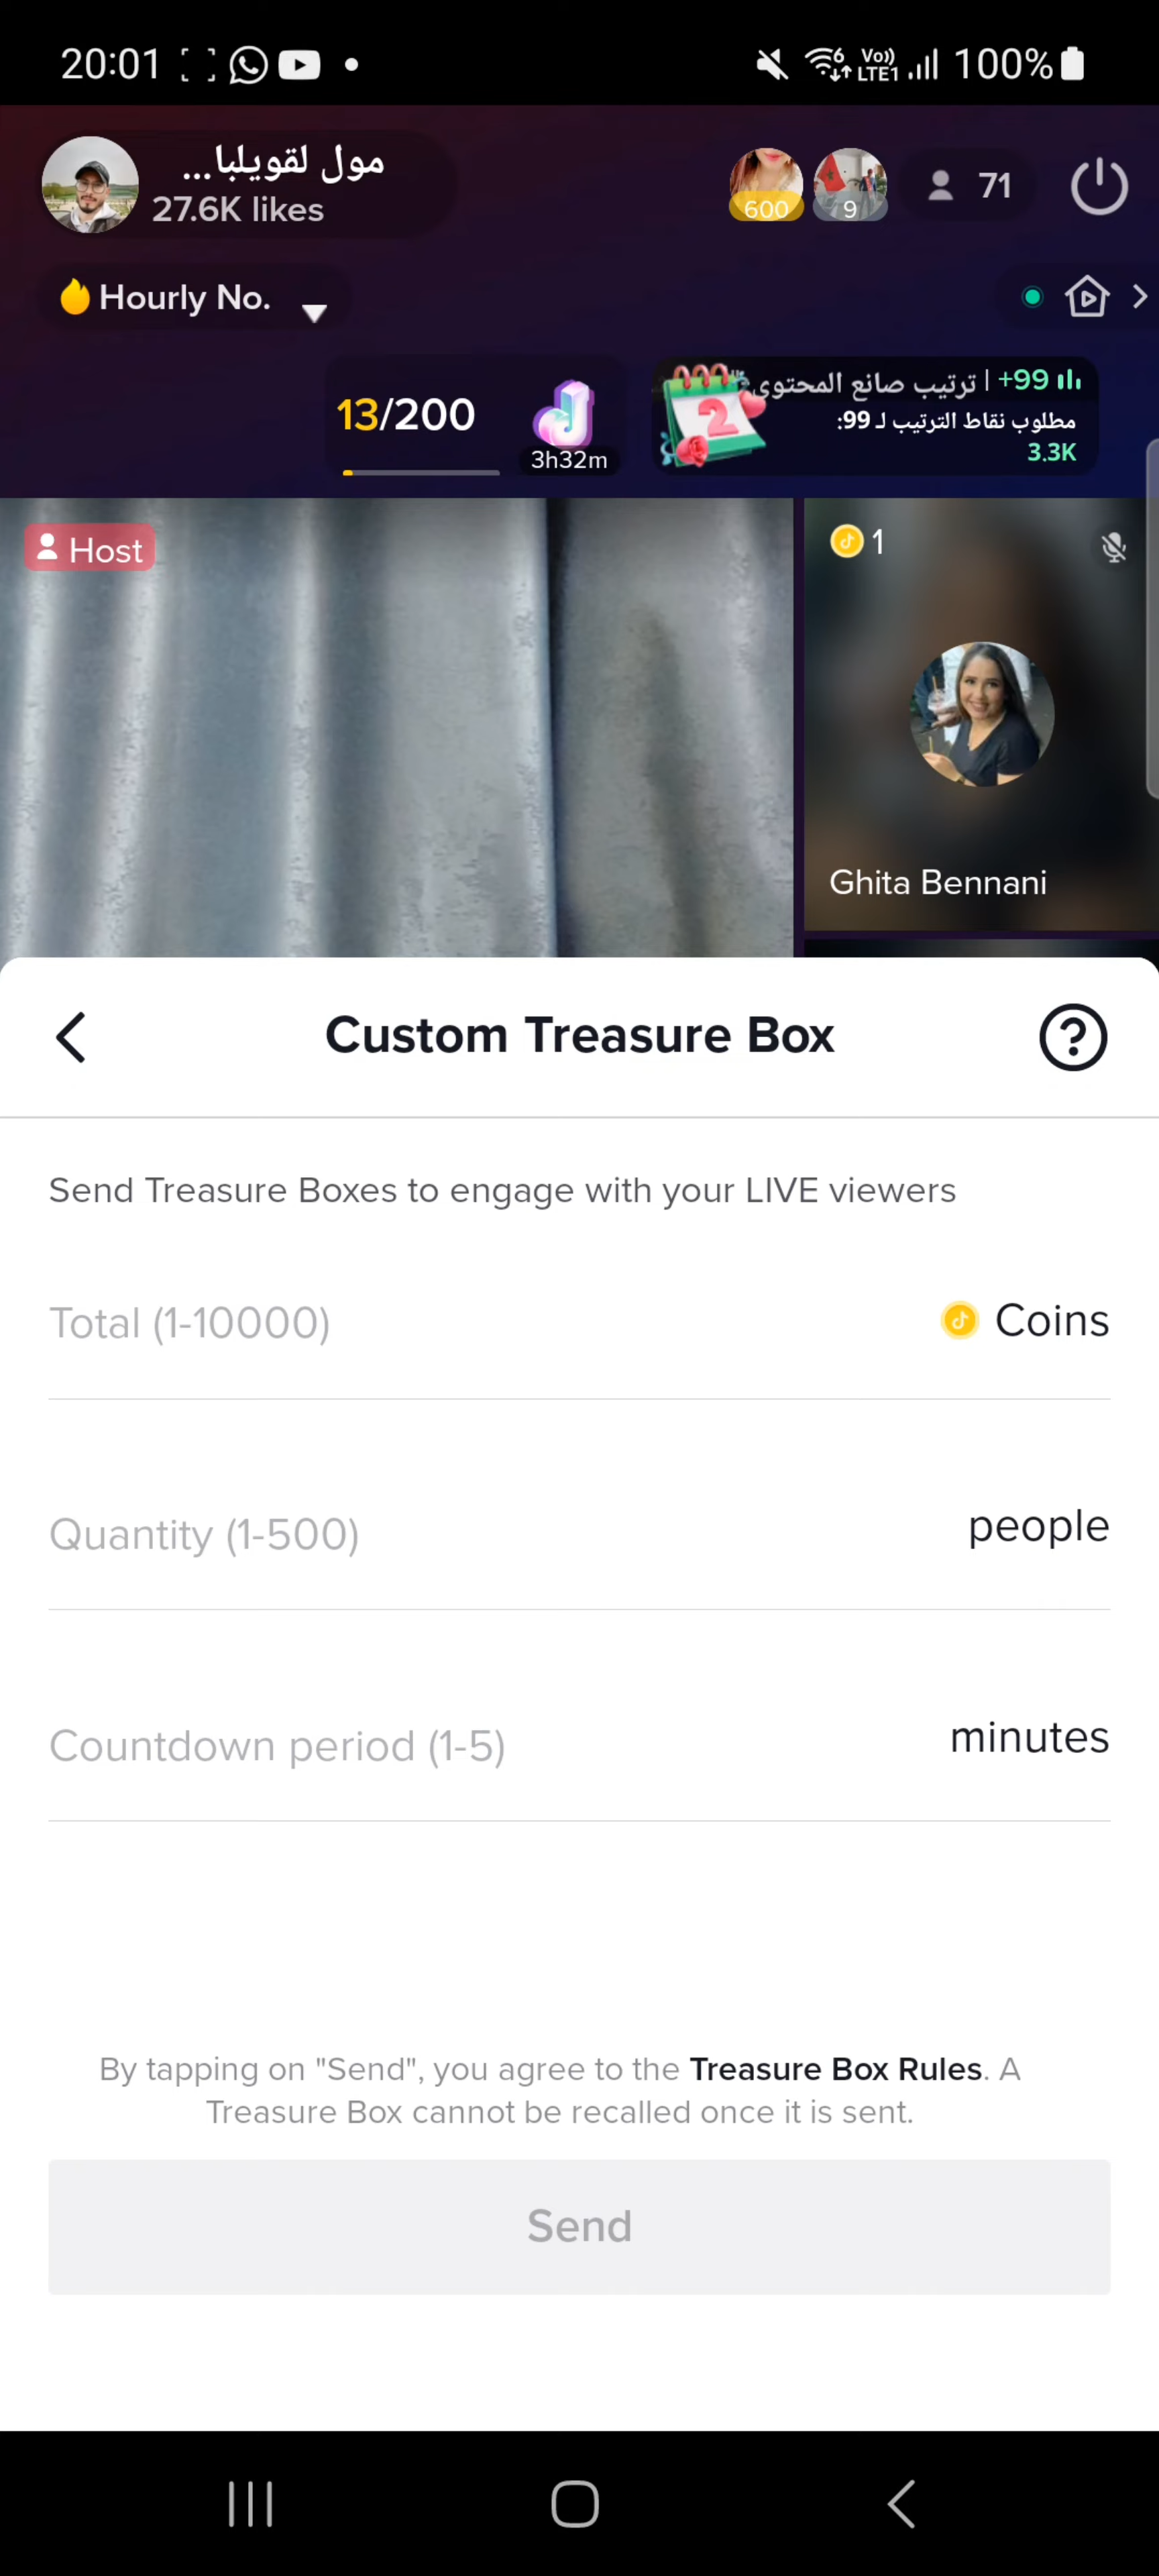 20:01
Vo))
LTE1
100%
مول لقويلبا...
27.6K likes
600
9
71
Hourly No.
13/200
3h32m
ترتيب صانع المحتوى | +99
مطلوب نقاط الترتيب لـ 99:
3.3K
2
Host
1
Ghita Bennani
Custom Treasure Box
Send Treasure Boxes to engage with your LIVE viewers
Total (1-10000)
Coins
Quantity (1-500)
people
Countdown period (1-5)
minutes
By tapping on "Send", you agree to the Treasure Box Rules. A
Treasure Box cannot be recalled once it is sent.
Send